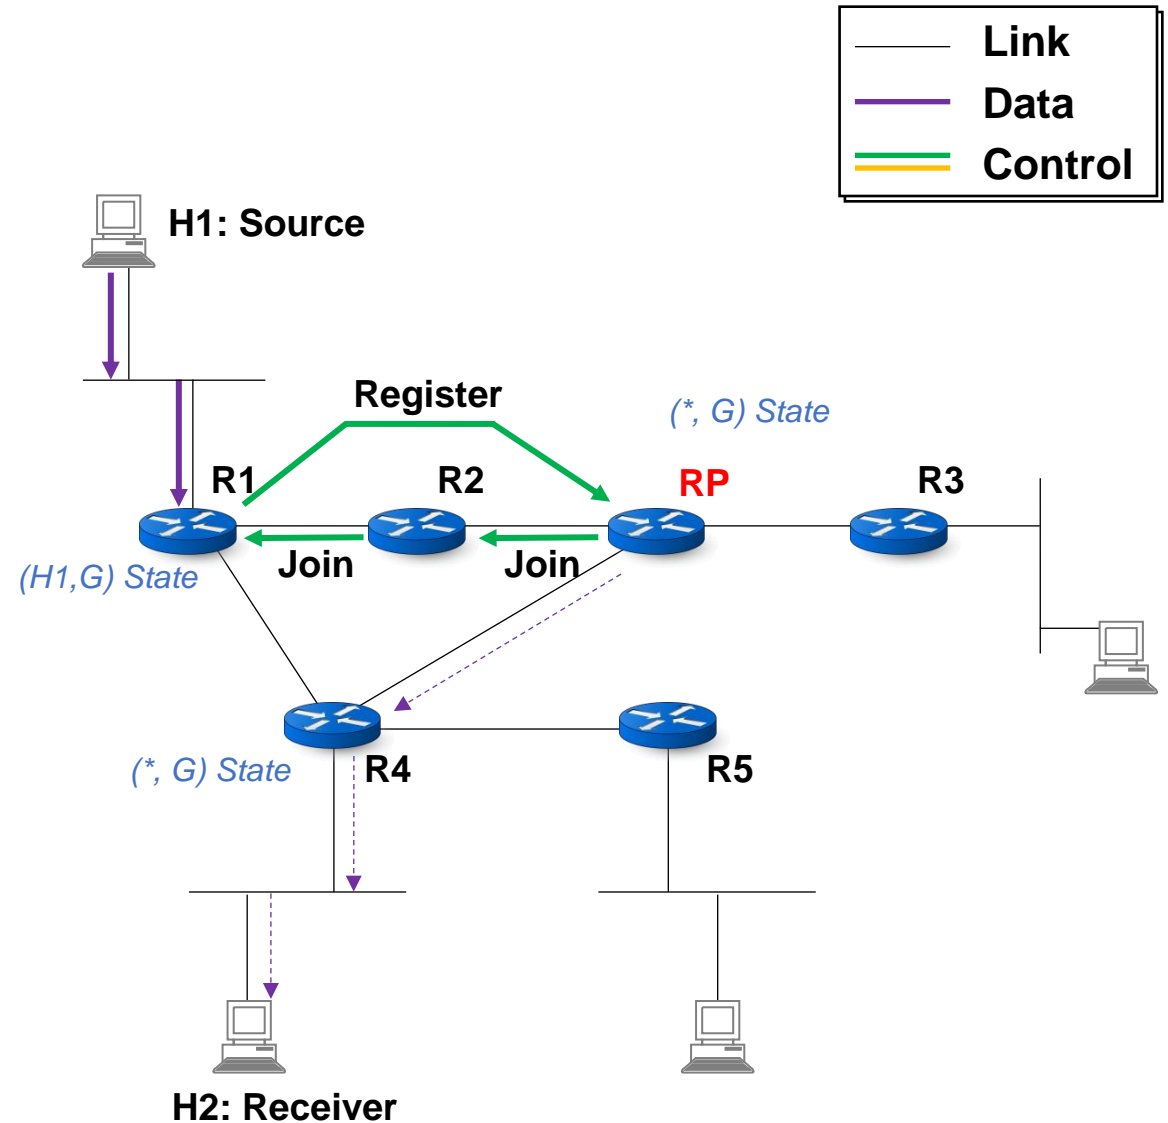 Link
Data
Control
H1: Source
Register
(*, G) State
R1
R2
RP
R3
Join
Join
(H1,G) State
(*, G) State
R4
R5
H2: Receiver